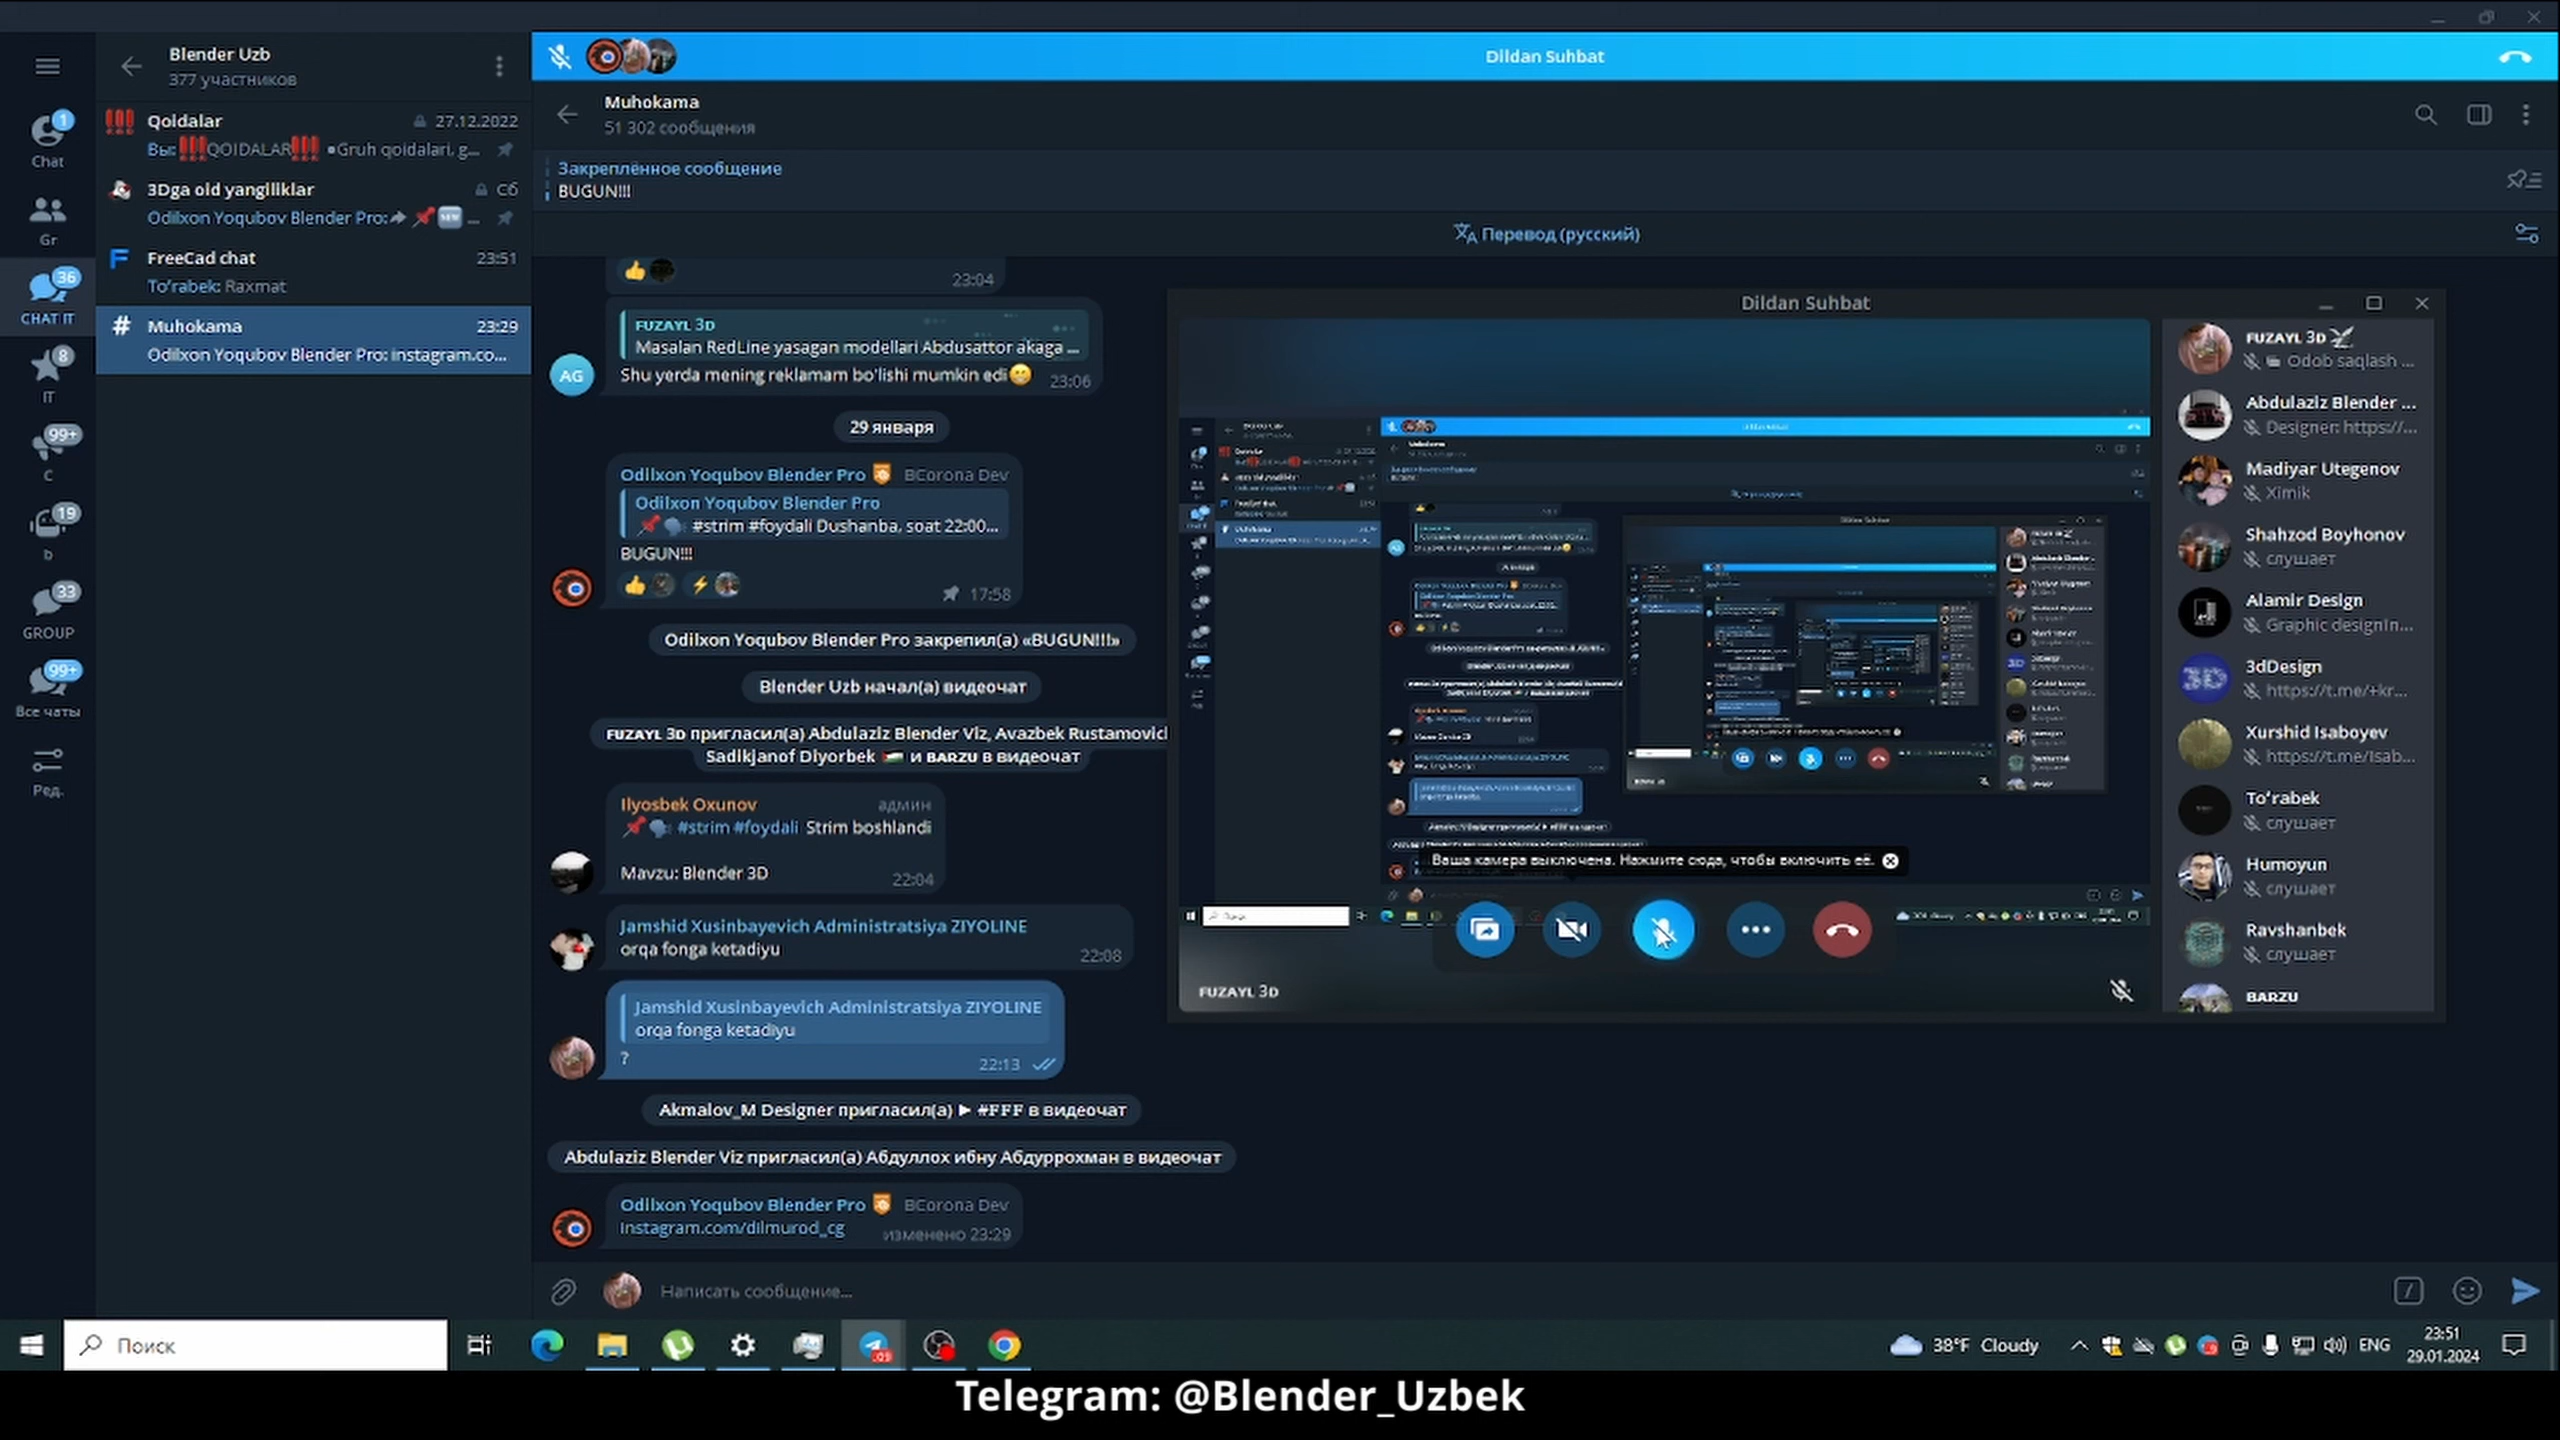 Blender Uzb
377 участников
Qoldalar 27.12.2022
Вы: ‼️QOIDALAR‼️ •Gruh qoidalari, g...
3Dga oid yangiliklar Сб
Odilxon Yoqubov Blender Pro: ...
FreeCad chat 23:51
To'rabek: Raxmat
# Muhokama 23:29
Odilxon Yoqubov Blender Pro: instagram.co...
1
Chat
Gr
36
CHAT IT
8
IT
99+
C
19
b
33
GROUP
99+
Все чаты
Ред.
Dildan Suhbat
Muhokama
51 302 сообщения
Закреплённое сообщение
BUGUN!!!
Перевод (русский)
23:04
FUZAYL 3D
Masalan RedLine yasagan modellari Abdusattor akaga ...
AG
Shu yerda mening reklamam bo'lishi mumkin edi😁 23:06
29 января
Odilxon Yoqubov Blender Pro BCorona Dev
Odilxon Yoqubov Blender Pro
📌🗣 #strim #foydali Dushanba, soat 22:00...
BUGUN!!!
17:58
Odilxon Yoqubov Blender Pro закрепил(а) «BUGUN!!!»
Blender Uzb начал(а) видеочат
FUZAYL 3D пригласил(а) Abdulaziz Blender Viz, Avazbek Rustamovich
Sadikjanof Diyorbek 🇵🇸 и BARZU в видеочат
Ilyosbek Oxunov админ
📌🗣 #strim #foydali Strim boshlandi
Mavzu: Blender 3D 22:04
Jamshid Xusinbayevich Administratsiya ZIYOLINE
orqa fonga ketadiyu 22:08
Jamshid Xusinbayevich Administratsiya ZIYOLINE
orqa fonga ketadiyu
? 22:13
Akmalov_M Designer пригласил(а) ► #FFF в видеочат
Abdulaziz Blender Viz пригласил(а) Абдуллох ибну Абдуррохман в видеочат
Odilxon Yoqubov Blender Pro BCorona Dev
instagram.com/dilmurod_cg изменено 23:29
Написать сообщение...
Dildan Suhbat
Ваша камера выключена. Нажмите сюда, чтобы включить её.
FUZAYL 3D
FUZAYL 3D
Odob saqlash ...
Abdulaziz Blender ...
Designer: https://...
Madiyar Utegenov
Ximik
Shahzod Boyhonov
слушает
Alamir Design
Graphic designIn...
3D
3dDesign
https://t.me/+kr...
Xurshid Isaboyev
https://t.me/Isab...
To'rabek
слушает
Humoyun
слушает
Ravshanbek
слушает
BARZU
Поиск
38°F Cloudy
ENG
23:51
29.01.2024
Telegram: @Blender_Uzbek